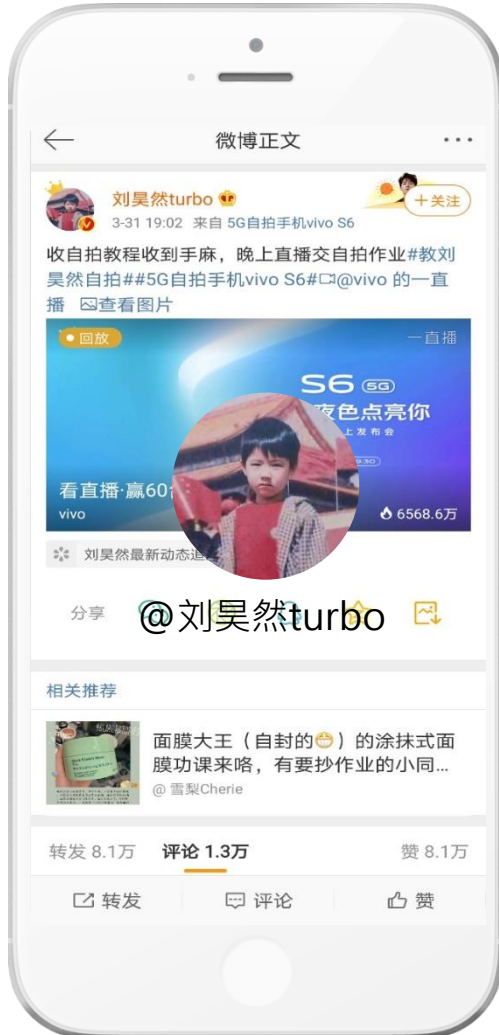 微博正文
刘昊然turbo
+关注
3-31 19:02 来自 5G自拍手机vivo S6
收自拍教程收到手麻，晚上直播交自拍作业#教刘
昊然自拍##5G自拍手机vivo S6#@vivo 的一直
播 查看图片
回放
一直播
S6 5G
夜色点亮你
上发布会
看直播·赢60
vivo
6568.6万
刘昊然最新动态追
分享
@刘昊然turbo
相关推荐
面膜大王（自封的）的涂抹式面
膜功课来咯，有要抄作业的小同...
@ 雪梨Cherie
转发 8.1万 评论 1.3万 赞 8.1万
转发 评论 赞